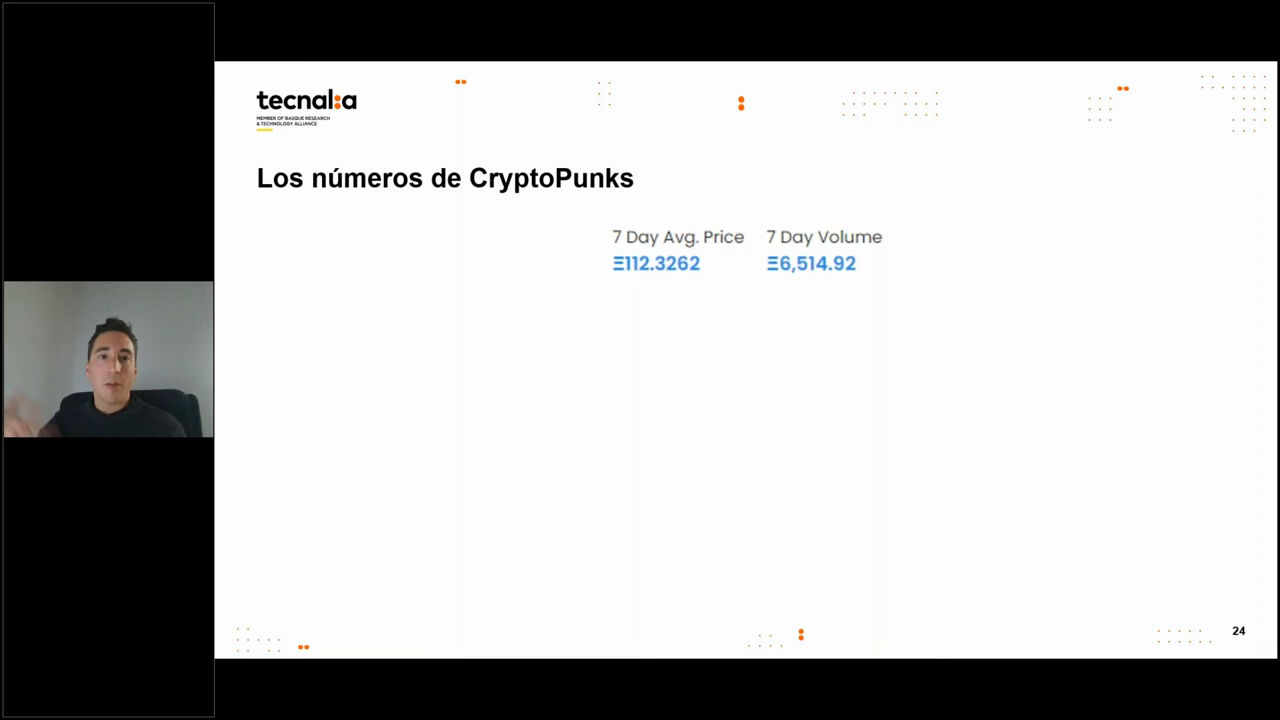 tecnal:a
MEMBER OF BASQUE RESEARCH
& TECHNOLOGY ALLIANCE
Los números de CryptoPunks
7 Day Avg. Price 7 Day Volume
Ξ112.3262 Ξ6,514.92
24